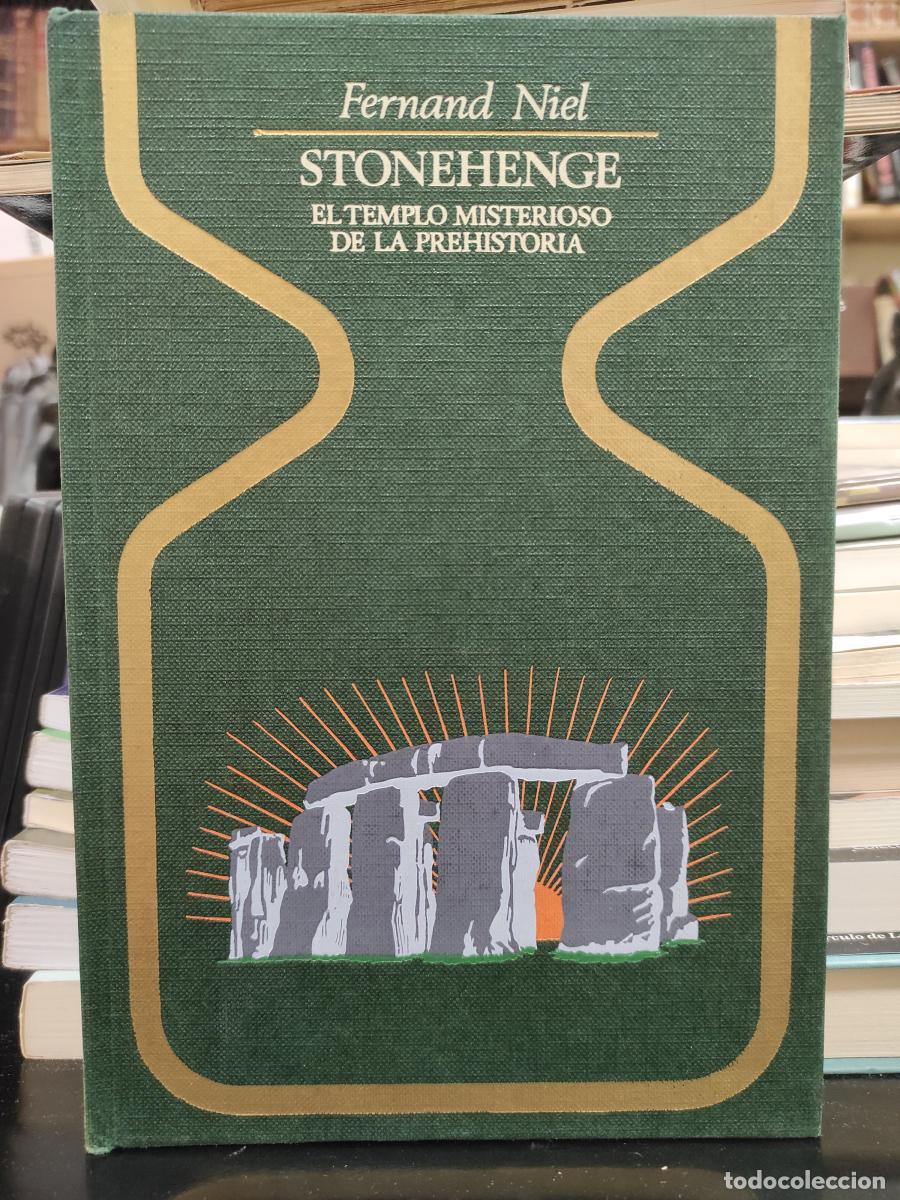 Fernand Niel
STONEHENGE
EL TEMPLO MISTERIOSO
DE LA PREHISTORIA
todocoleccion